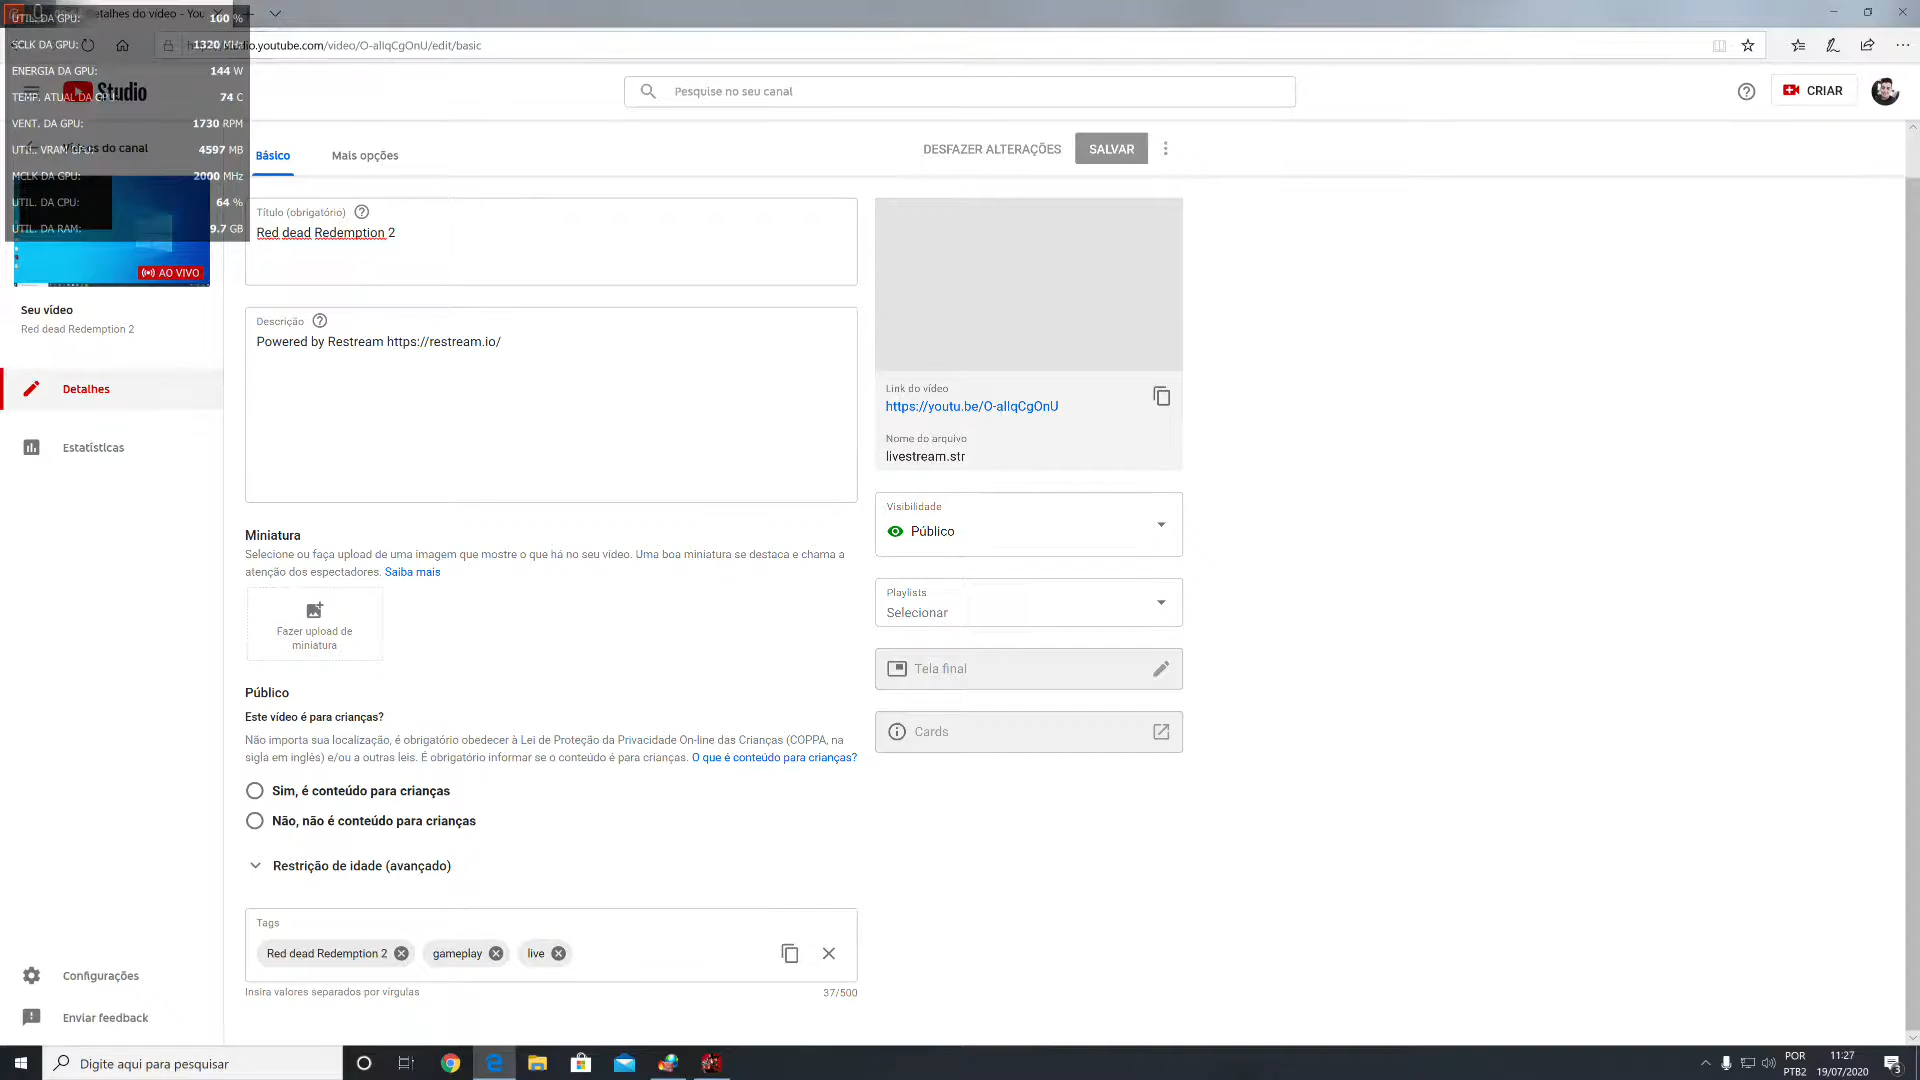 etalhes do vídeo - You
UTIL. DA GPU: 100 %
SCLK DA GPU: 1320 MHz
ENERGIA DA GPU: 144 W
TEMP. ATUAL DA GPU: 74 C
VENT. DA GPU: 1730 RPM
UTIL. VRAM GPU: 4597 MB
MCLK DA GPU: 2000 MHz
UTIL. DA CPU: 64 %
UTIL. DA RAM: 9.7 GB
.youtube.com/video/O-aIlqCgOnU/edit/basic
Studio
Pesquise no seu canal
CRIAR
do canal
Básico
Mais opções
DESFAZER ALTERAÇÕES
SALVAR
AO VIVO
Seu vídeo
Red dead Redemption 2
Detalhes
Estatísticas
Configurações
Enviar feedback
Título (obrigatório)
Red dead Redemption 2
Descrição
Powered by Restream https://restream.io/
Miniatura
Selecione ou faça upload de uma imagem que mostre o que há no seu vídeo. Uma boa miniatura se destaca e chama a
atenção dos espectadores. Saiba mais
Fazer upload de
miniatura
Público
Este vídeo é para crianças?
Não importa sua localização, é obrigatório obedecer à Lei de Proteção da Privacidade On-line das Crianças (COPPA, na
sigla em inglês) e/ou a outras leis. É obrigatório informar se o conteúdo é para crianças. O que é conteúdo para crianças?
Sim, é conteúdo para crianças
Não, não é conteúdo para crianças
Restrição de idade (avançado)
Tags
Red dead Redemption 2
gameplay
live
Insira valores separados por vírgulas
37/500
Link do vídeo
https://youtu.be/O-aIlqCgOnU
Nome do arquivo
livestream.str
Visibilidade
Público
Playlists
Selecionar
Tela final
Cards
Digite aqui para pesquisar
POR
PTB2
11:27
19/07/2020
3